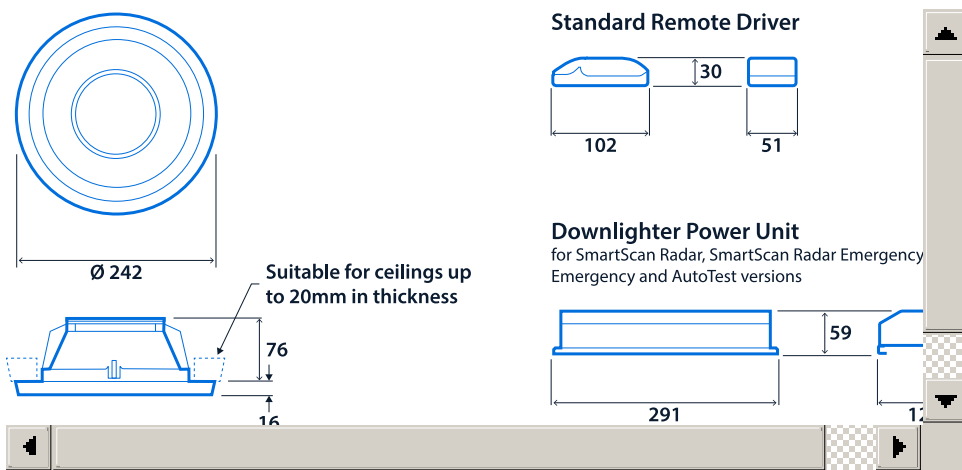 Standard Remote Driver
30
102
51
Ø 242
Suitable for ceilings up
to 20mm in thickness
76
16
Downlighter Power Unit
for SmartScan Radar, SmartScan Radar Emergency
Emergency and AutoTest versions
59
291